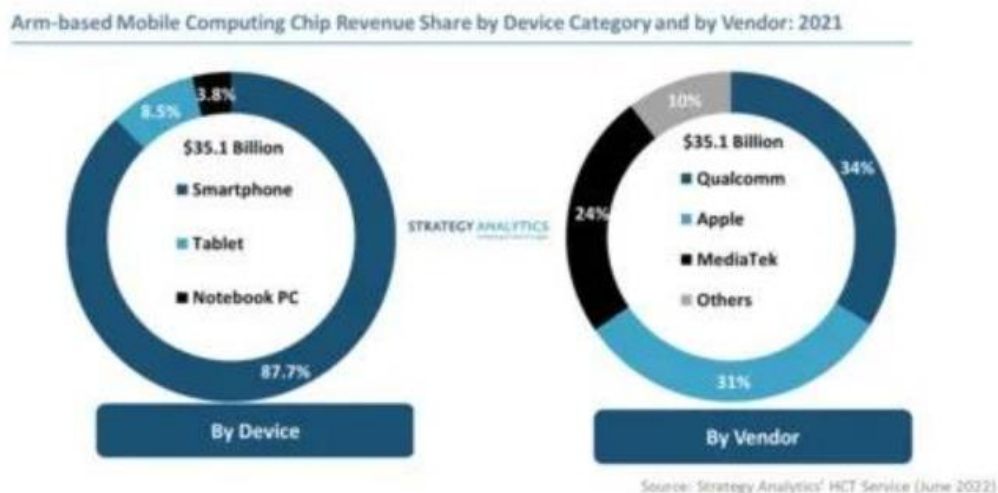 Arm-based Mobile Computing Chip Revenue Share by Device Category and by Vendor: 2021
3.8%
8.5%
$35.1 Billion
Smartphone
Tablet
Notebook PC
87.7%
By Device
STRATEGY ANALYTICS
10%
$35.1 Billion
34%
Qualcomm
24%
Apple
MediaTek
Others
31%
By Vendor
Source: Strategy Analytics' HCT Service (June 2022)